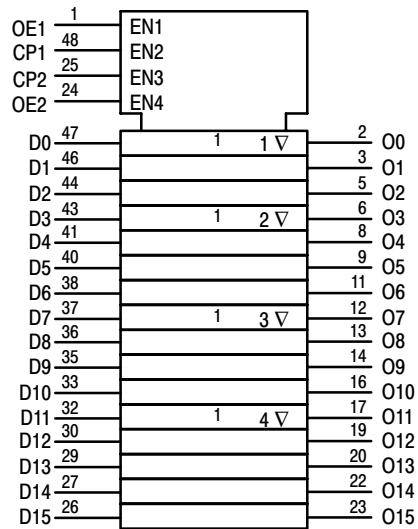 OE1 1 EN1
CP1 48 EN2
CP2 25 EN3
OE2 24 EN4
D0 47 1 1 ∇ 2 O0
D1 46 3 O1
D2 44 5 O2
D3 43 1 2 ∇ 6 O3
D4 41 8 O4
D5 40 9 O5
D6 38 11 O6
D7 37 1 3 ∇ 12 O7
D8 36 13 O8
D9 35 14 O9
D10 33 16 O10
D11 32 1 4 ∇ 17 O11
D12 30 19 O12
D13 29 20 O13
D14 27 22 O14
D15 26 23 O15